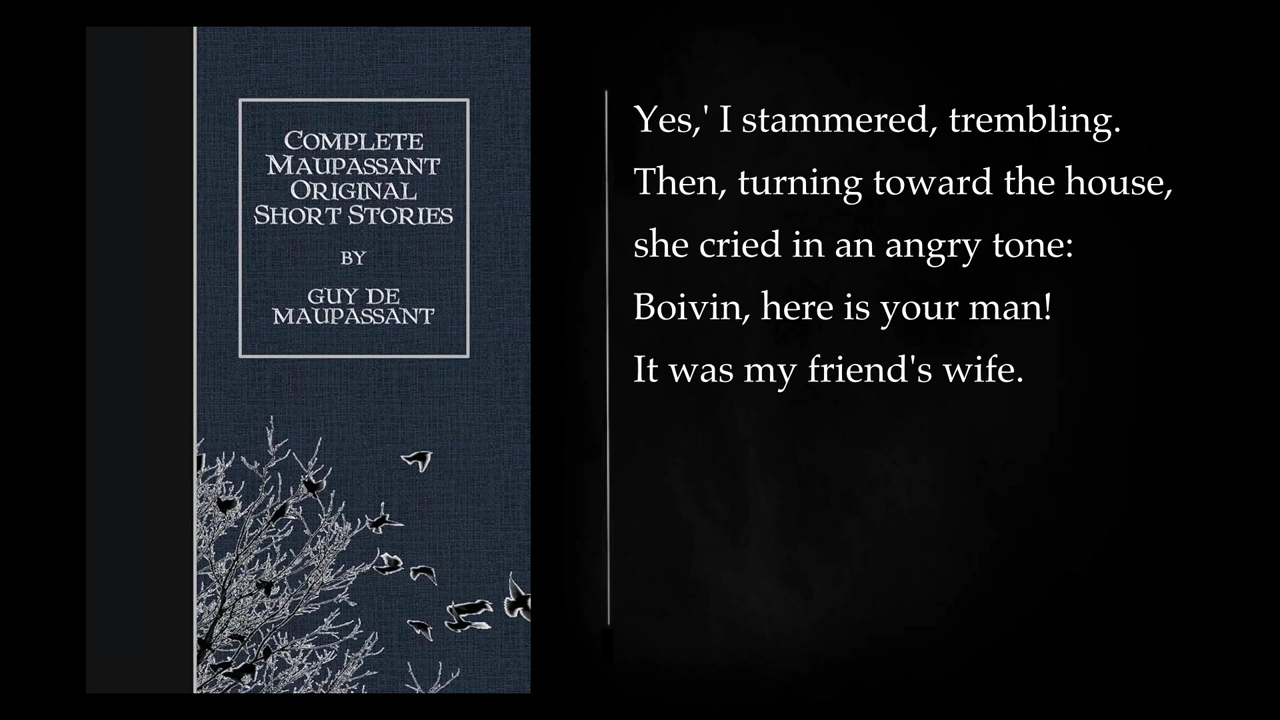 COMPLETE
MAUPASSANT
ORIGINAL
SHORT STORIES
BY
GUY DE
MAUPASSANT
Yes,' I stammered, trembling.
Then, turning toward the house,
she cried in an angry tone:
Boivin, here is your man!
It was my friend's wife.